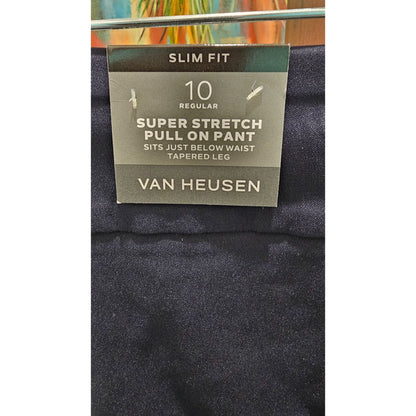 SLIM FIT
10
REGULAR
SUPER STRETCH
PULL ON PANT
SITS JUST BELOW WAIST
TAPERED LEG
VAN HEUSEN